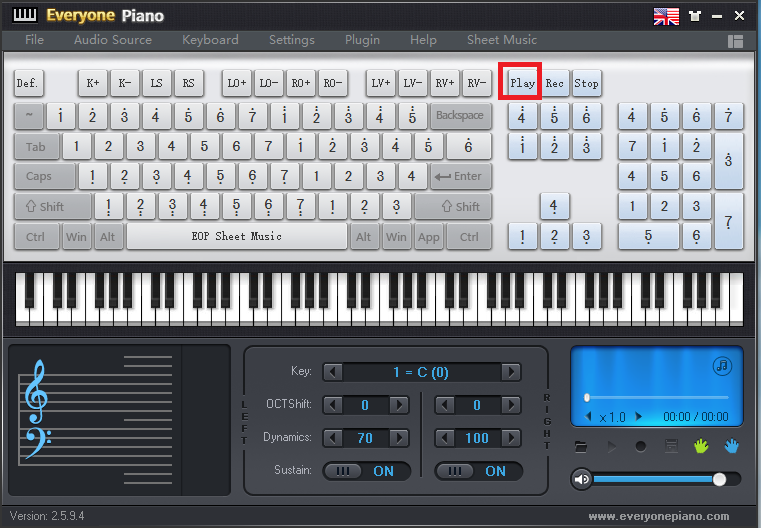 Everyone Piano
File Audio Source Keyboard Settings Plugin Help Sheet Music
Def. K+ K- LS RS LO+ LO- RO+ RO- LV+ LV- RV+ RV- Play Rec Stop
~ 1 2 3 4 5 6 7 1 2 3 4 5 Backspace 4 5 6 4 5 6 7
Tab 1 2 3 4 5 6 7 1 2 3 4 5 6 1 2 3 7 1 2 3
Caps 1 2 3 4 5 6 7 1 2 3 4 Enter 4 5 6
Shift 1 2 3 4 5 6 7 1 2 3 Shift 4 1 2 3 7
Ctrl Win Alt EOP Sheet Music Alt Win App Ctrl 1 2 3 5 6
Key: 1 = C (0)
LEFT
OCTShift: 0 0
Dynamics: 70 100
Sustain: ON ON
RIGHT
x 1.0 00:00 / 00:00
Version: 2.5.9.4 www.everyonepiano.com